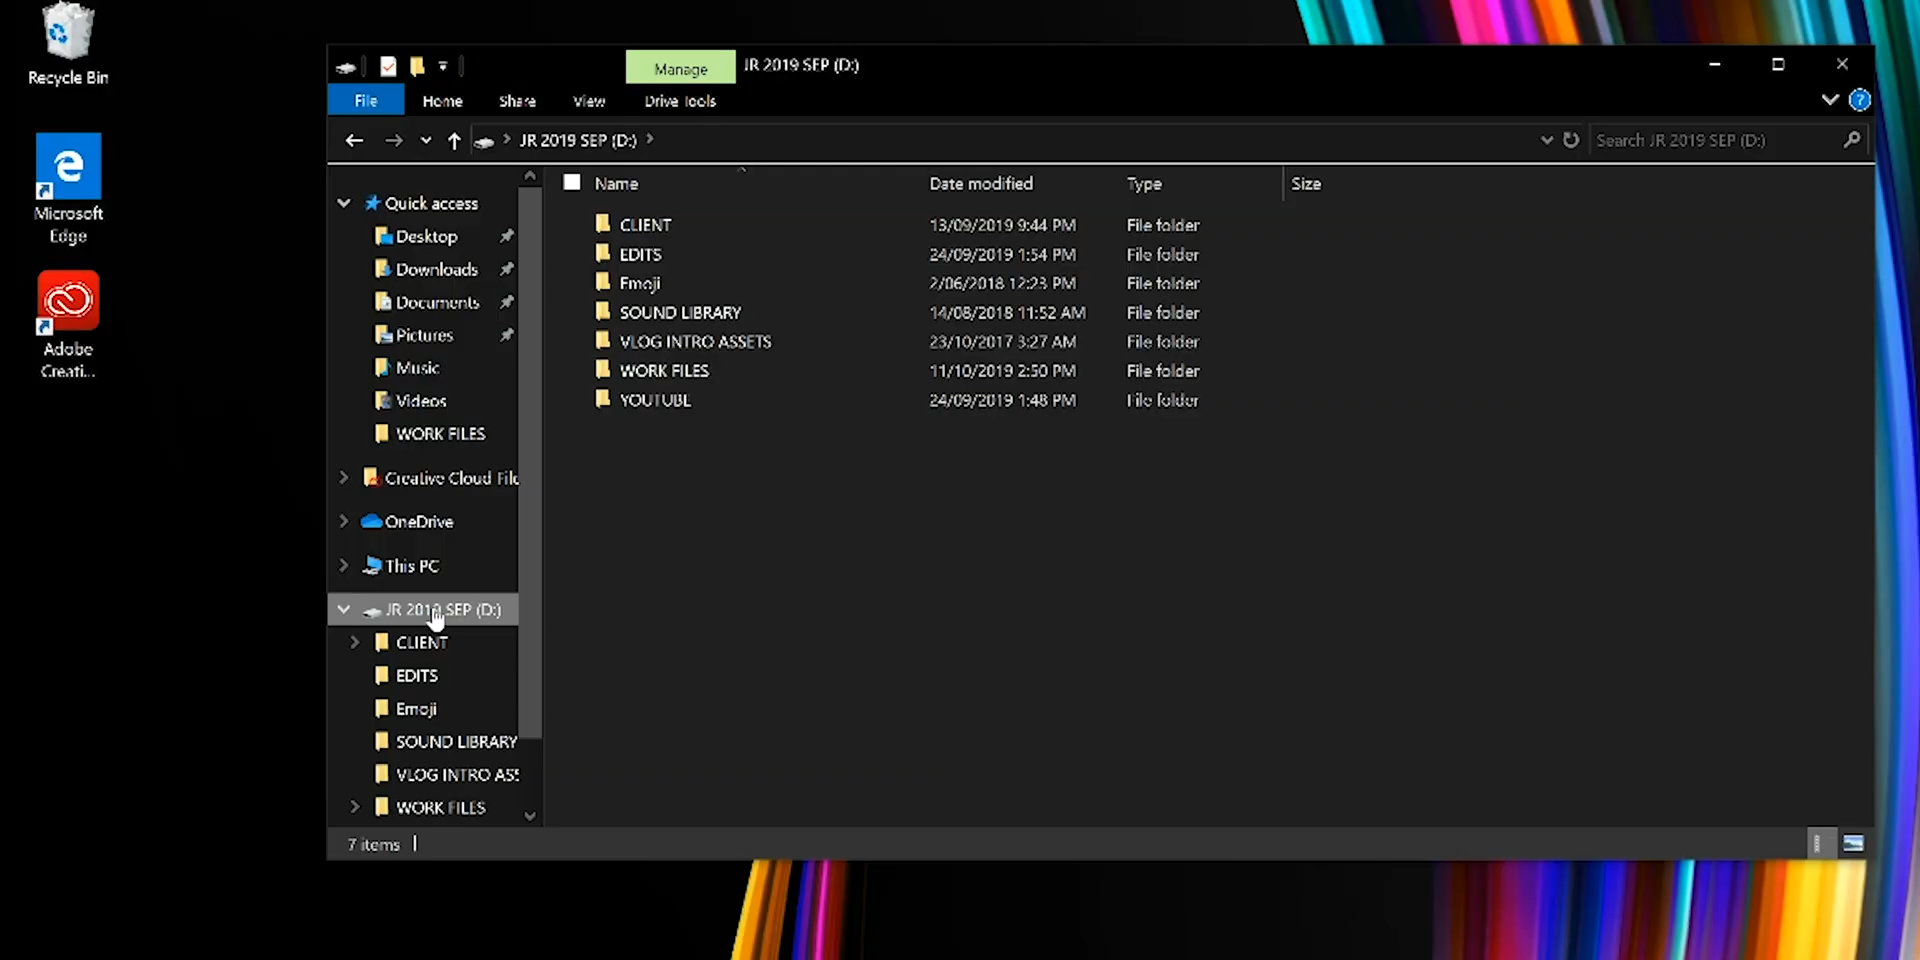 Recycle Bin
Microsoft
Edge
Adobe
Creati...
Manage
JR 2019 SEP (D:)
File
Home
Share
View
Drive Tools
JR 2019 SEP (D:)
Search JR 2019 SEP (D:)
Quick access
Desktop
Downloads
Documents
Pictures
Music
Videos
WORK FILES
Creative Cloud File
OneDrive
This PC
JR 2019 SEP (D:)
CLIENT
EDITS
Emoji
SOUND LIBRARY
VLOG INTRO ASS
WORK FILES
Name Date modified Type Size
CLIENT 13/09/2019 9:44 PM File folder
EDITS 24/09/2019 1:54 PM File folder
Emoji 2/06/2018 12:23 PM File folder
SOUND LIBRARY 14/08/2018 11:52 AM File folder
VLOG INTRO ASSETS 23/10/2017 3:27 AM File folder
WORK FILES 11/10/2019 2:50 PM File folder
YOUTUBE 24/09/2019 1:48 PM File folder
7 items